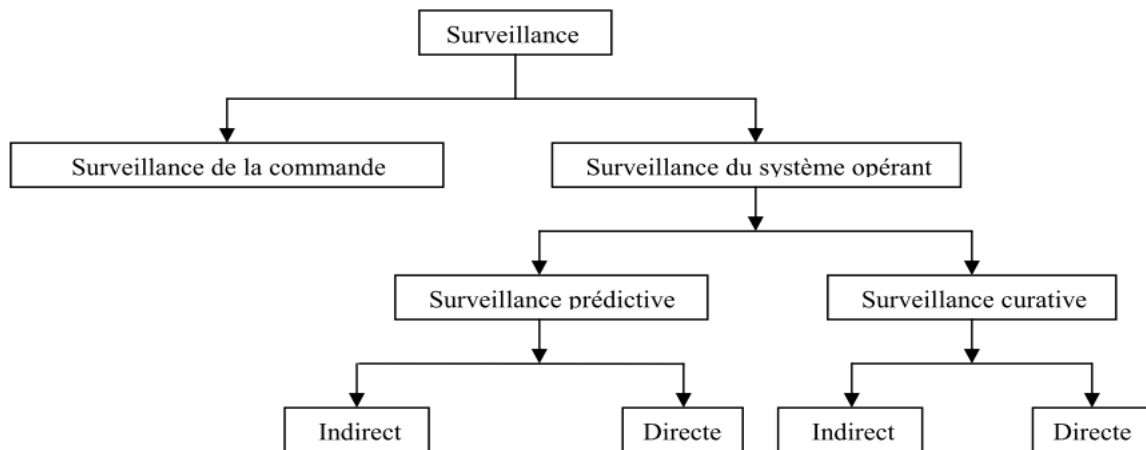 Surveillance
Surveillance de la commande
Surveillance du système opérant
Surveillance prédictive
Surveillance curative
Indirect
Directe
Indirect
Directe